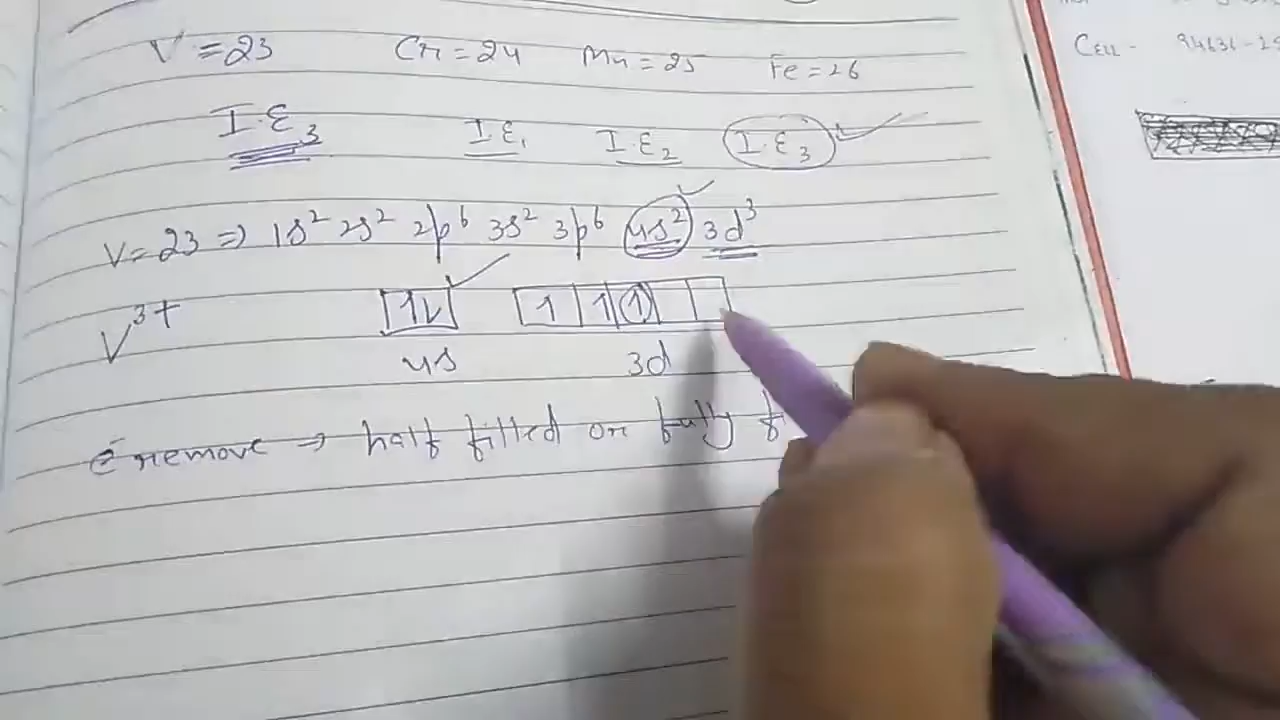 V = 23 Cr = 24 Mn = 25 Fe = 26
I.E₃ I.E₁ I.E₂ I.E₃
V = 23 ⇒ 1s² 2s² 2p⁶ 3s² 3p⁶ 4s² 3d³
V³⁺ 1 1 1
4s 3d
e⁻ remove ⇒ half filled or fully
CELL -